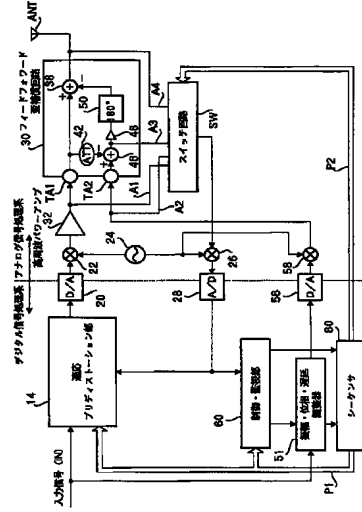 ANT
デジタル信号処理系
アナログ信号処理系
30
フィードフォワード
歪補償回路
38
42
50
180°
ATT
46
48
TA1
TA2
A1
A2
A3
A4
32
高周波パワーアンプ
スイッチ回路
SW
22
24
26
58
D/A
20
A/D
28
D/A
56
14
適応
プリディストーション部
60
制御・監視部
51
振幅・位相・遅延
調整器
80
シーケンサ
入力信号(IN)
P1
P2